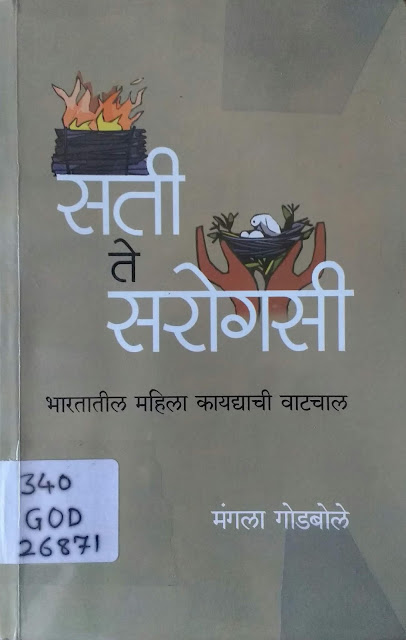 सती
ते
सरोगसी
भारतातील महिला कायद्याची वाटचाल
340
GOD
26871
मंगला गोडबोले